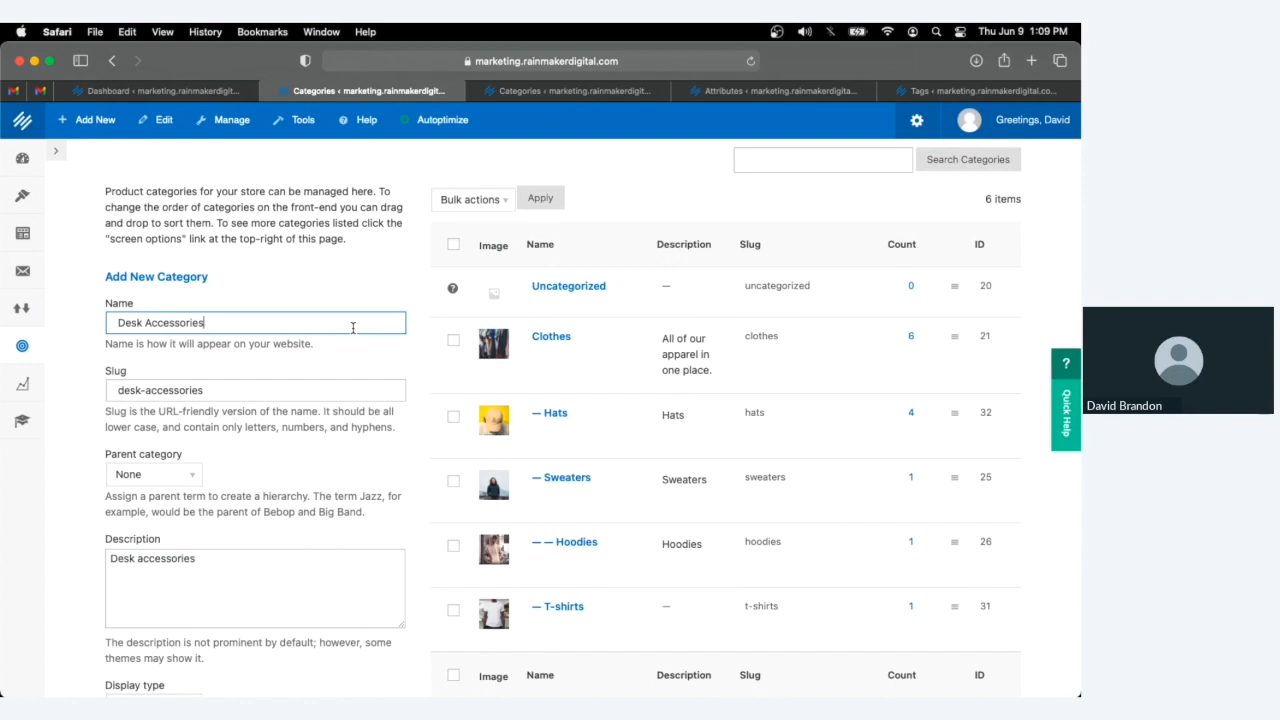 Safari File Edit View History Bookmarks Window Help Thu Jun 9 1:09 PM
marketing.rainmakerdigital.com
Dashboard ‹ marketing.rainmakerdigit...
Categories ‹ marketing.rainmakerdigit...
Categories ‹ marketing.rainmakerdigit...
Attributes ‹ marketing.rainmakerdigita...
Tags ‹ marketing.rainmakerdigital.co...
+ Add New Edit Manage Tools Help Autoptimize Greetings, David
Search Categories
Product categories for your store can be managed here. To
change the order of categories on the front-end you can drag
and drop to sort them. To see more categories listed click the
"screen options" link at the top-right of this page.
Add New Category
Name
Desk Accessories
Name is how it will appear on your website.
Slug
desk-accessories
Slug is the URL-friendly version of the name. It should be all
lower case, and contain only letters, numbers, and hyphens.
Parent category
None
Assign a parent term to create a hierarchy. The term Jazz, for
example, would be the parent of Bebop and Big Band.
Description
Desk accessories
The description is not prominent by default; however, some
themes may show it.
Display type
Bulk actions Apply 6 items
Image Name Description Slug Count ID
Uncategorized — uncategorized 0 20
Clothes All of our clothes 6 21
apparel in
one place.
— Hats Hats hats 4 32
— Sweaters Sweaters sweaters 1 25
— — Hoodies Hoodies hoodies 1 26
— T-shirts — t-shirts 1 31
Image Name Description Slug Count ID
?
Quick Help
David Brandon